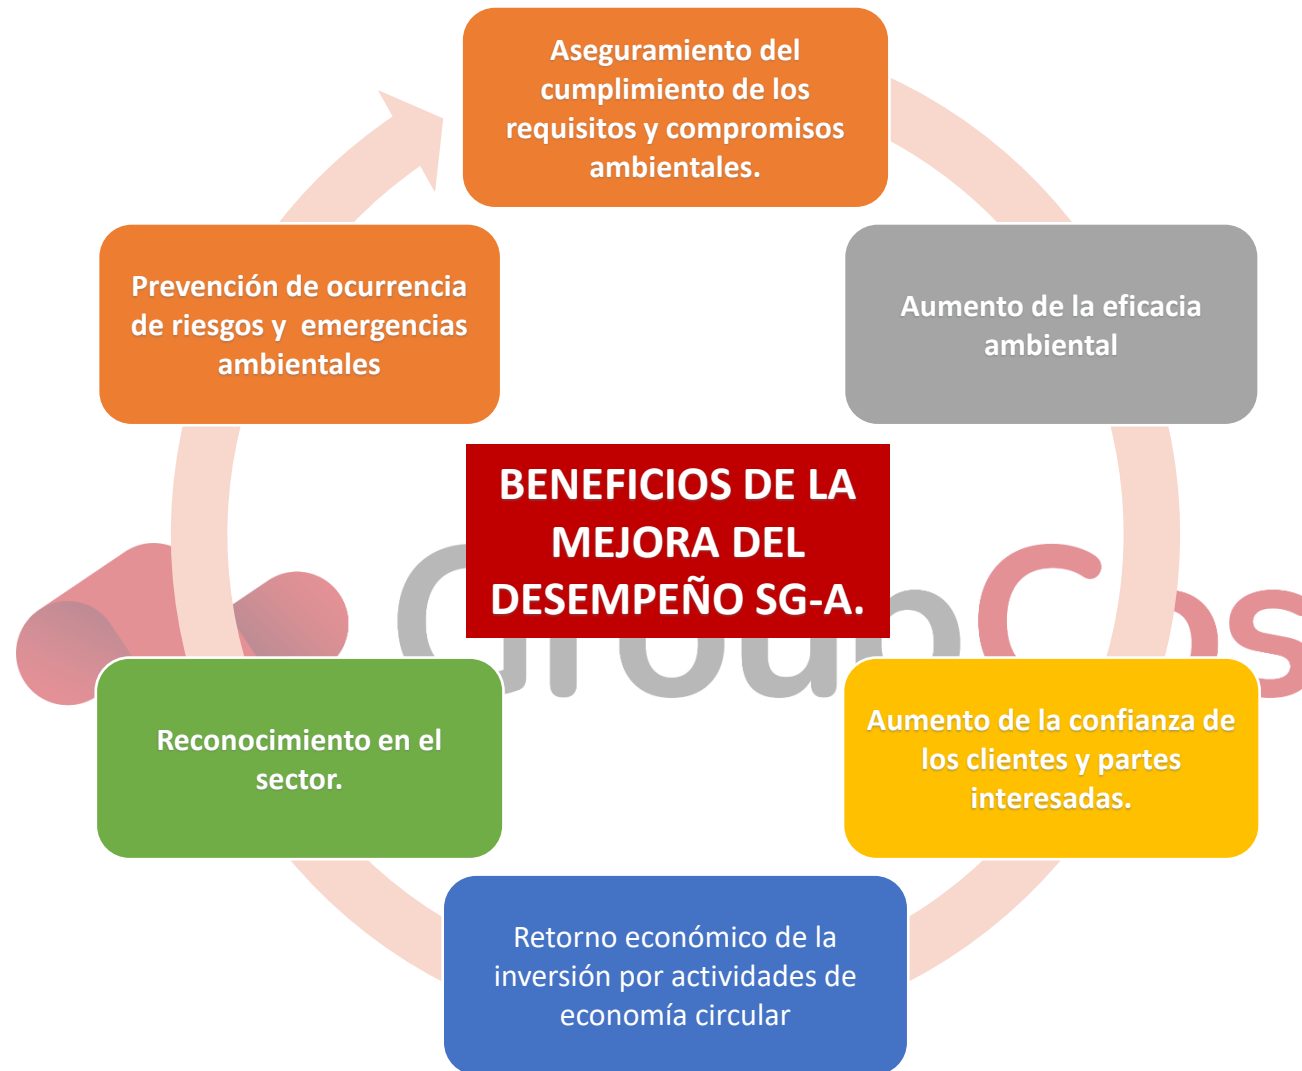 Aseguramiento del
cumplimiento de los
requisitos y compromisos
ambientales.
Aumento de la eficacia
ambiental
Aumento de la confianza de
los clientes y partes
interesadas.
Retorno económico de la
inversión por actividades de
economía circular
Reconocimiento en el
sector.
Prevención de ocurrencia
de riesgos y  emergencias
ambientales
BENEFICIOS DE LA
MEJORA DEL
DESEMPEÑO SG-A.